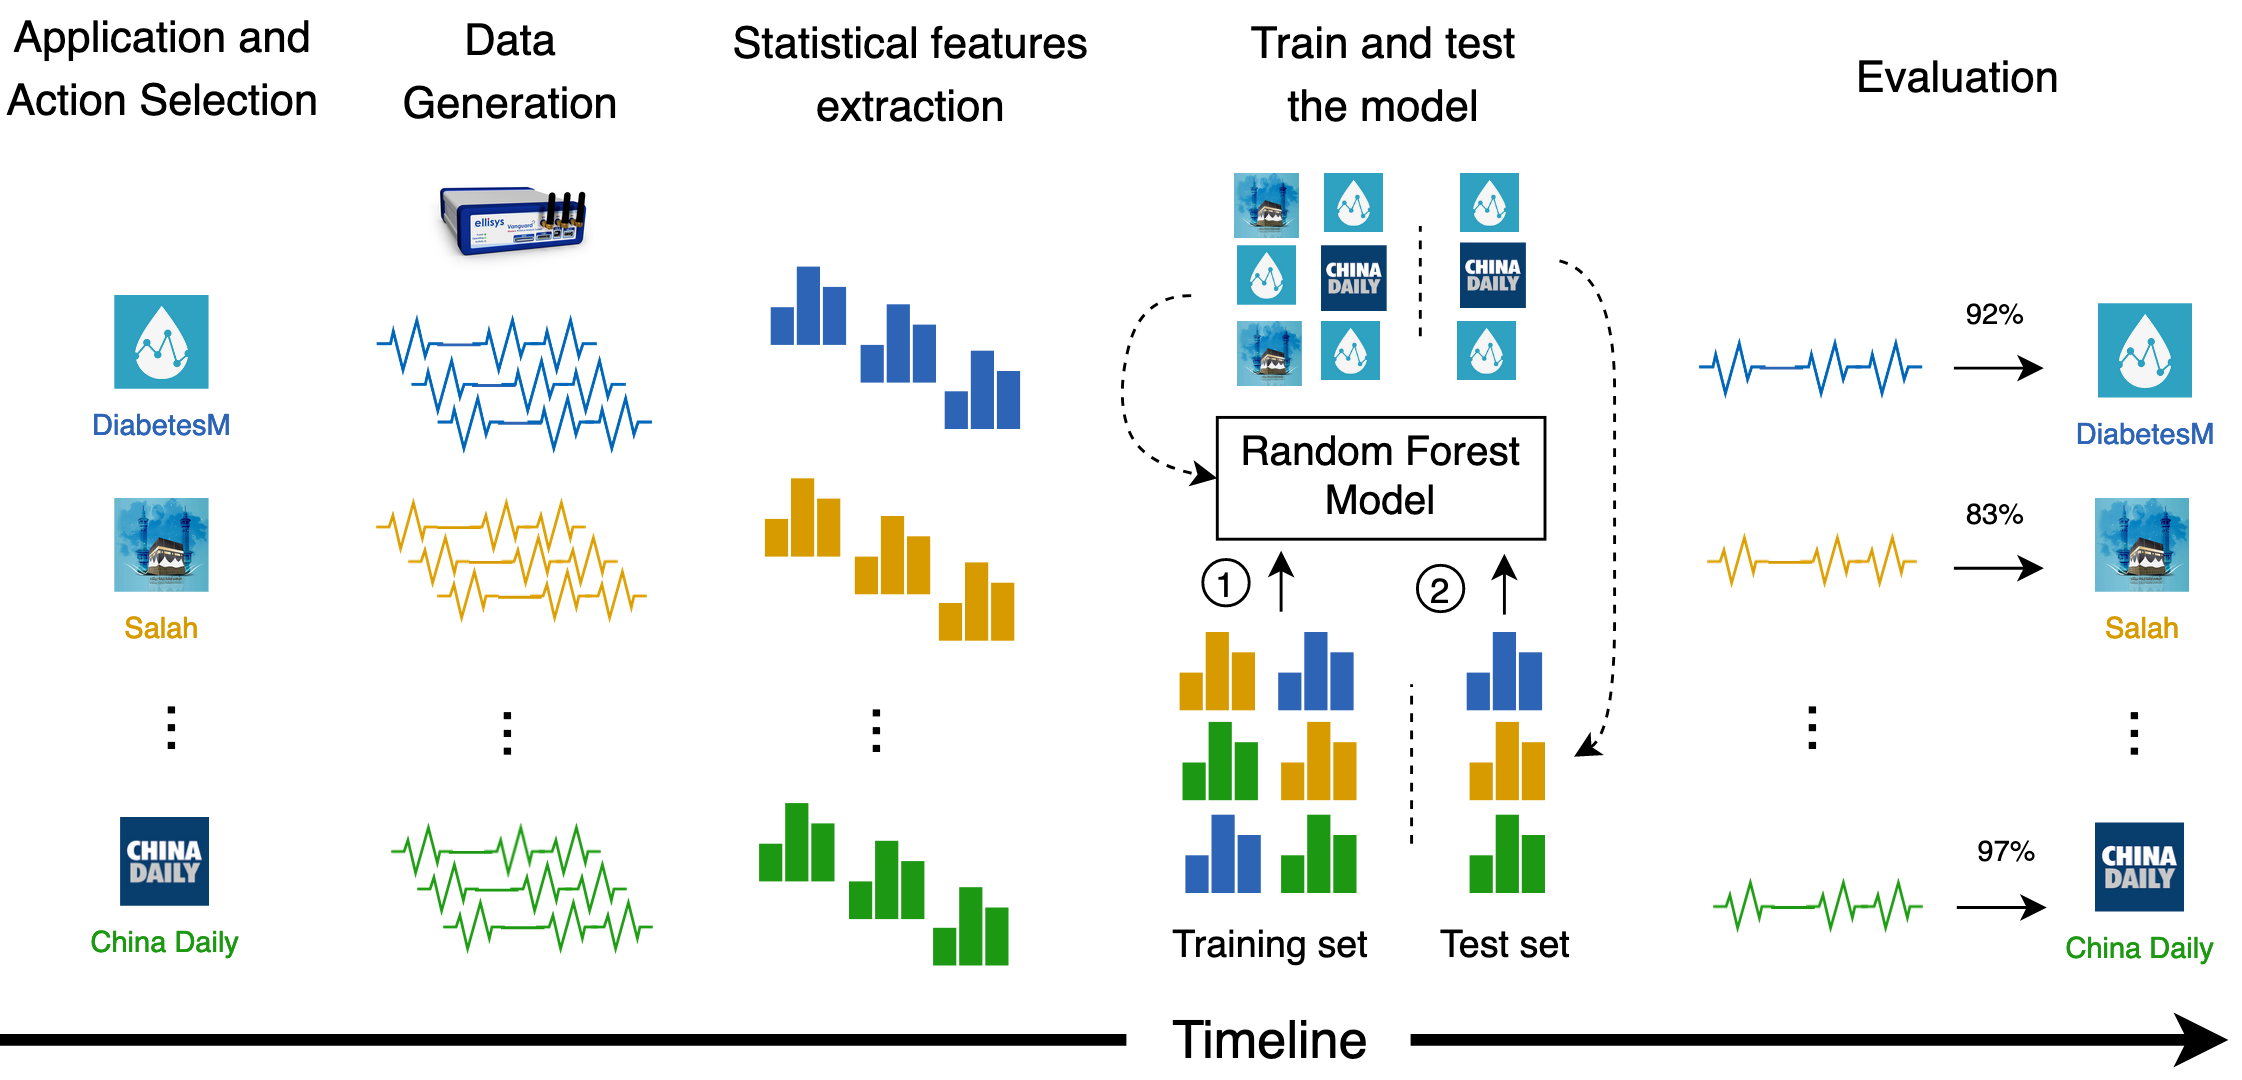 Application and
Action Selection
Data
Generation
Statistical features
extraction
Train and test
the model
Evaluation
ellisys
Vanguard
CHINA
DAILY
CHINA
DAILY
DiabetesM
92%
DiabetesM
Random Forest
Model
Salah
83%
Salah
1
2
CHINA
DAILY
China Daily
97%
CHINA
DAILY
China Daily
Training set
Test set
Timeline